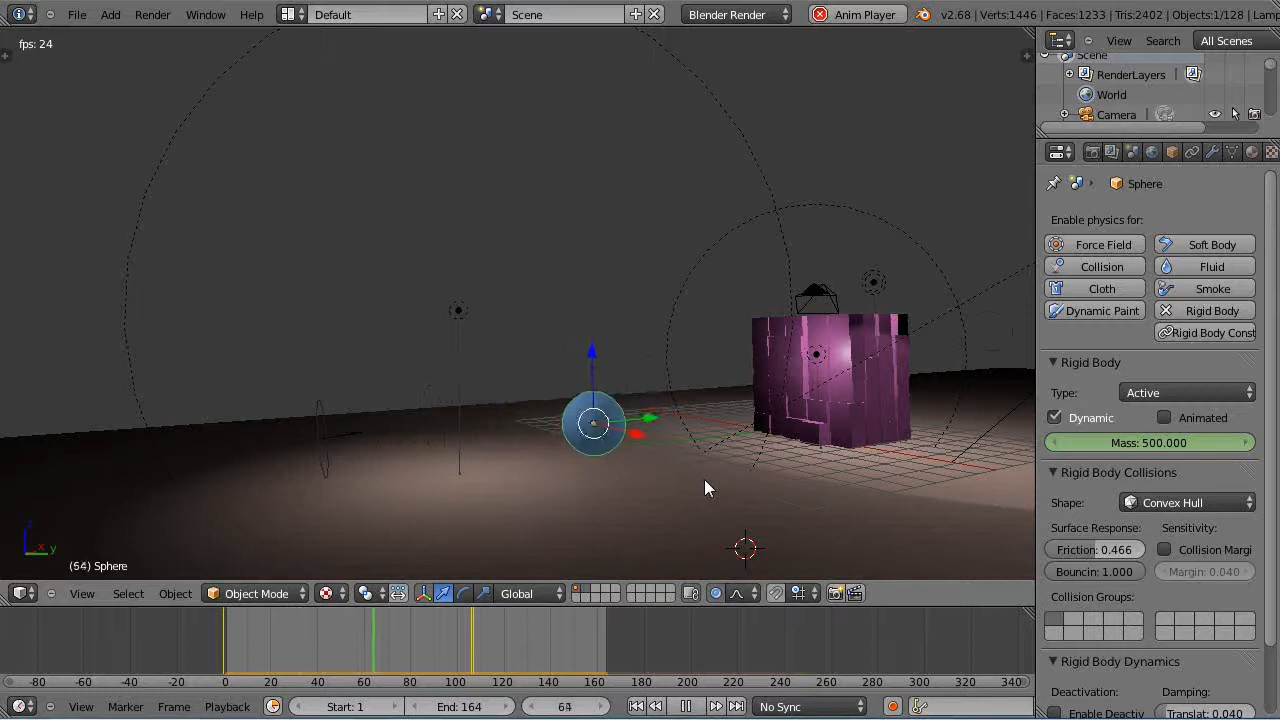 File Add Render Window Help Default Scene Blender Render Anim Player v2.68 | Verts:1446 | Faces:1233 | Tris:2402 | Objects:1/128 | Lamp
fps: 24
View Search All Scenes
Scene
RenderLayers
World
Camera
Sphere
Enable physics for:
Force Field Soft Body
Collision Fluid
Cloth Smoke
Dynamic Paint Rigid Body
Rigid Body Const
Rigid Body
Type: Active
Dynamic Animated
Mass: 500.000
Rigid Body Collisions
Shape: Convex Hull
Surface Response: Sensitivity:
Friction: 0.466 Collision Margi
Bouncin: 1.000 Margin: 0.040
Collision Groups:
Rigid Body Dynamics
Deactivation: Damping:
Enable Deactiv Translat: 0.040
z
x y
(64) Sphere
View Select Object Object Mode Global
-80 -60 -40 -20 0 20 40 60 80 100 120 140 160 180 200 220 240 260 280 300 320 340
View Marker Frame Playback Start: 1 End: 164 64 No Sync